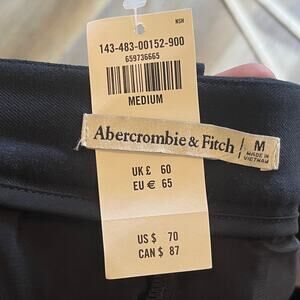 NSH
143-483-00152-900
659736665
MEDIUM
Abercrombie & Fitch
M
MADE IN
VIETNAM
UK £ 60
EU € 65
US $ 70
CAN $ 87